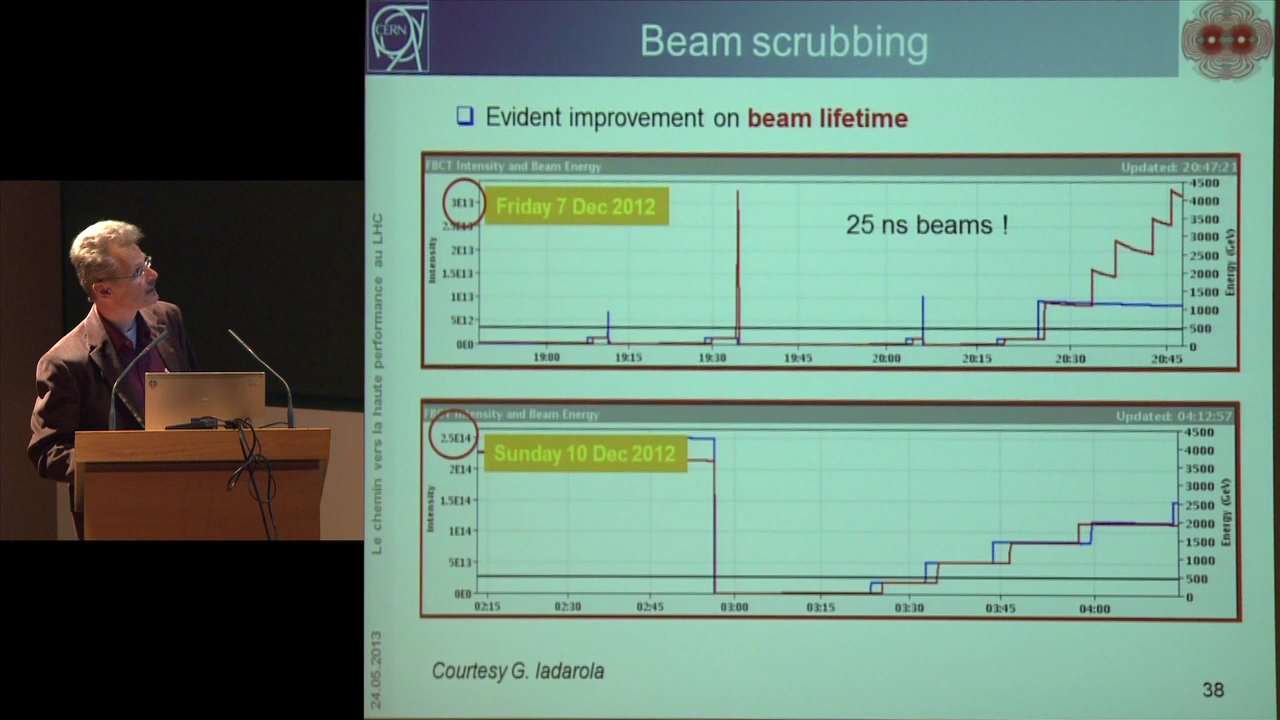 CERN
Beam scrubbing
Evident improvement on beam lifetime
FBCT Intensity and Beam Energy
Updated: 20:47:21
Friday 7 Dec 2012
25 ns beams !
3E13
2.5E13
2E13
1.5E13
1E13
5E12
0E0
Intensity
4500
4000
3500
3000
2500
2000
1500
1000
500
0
Energy (GeV)
19:00
19:15
19:30
19:45
20:00
20:15
20:30
20:45
FBCT Intensity and Beam Energy
Updated: 04:12:57
Sunday 10 Dec 2012
2.5E14
2E14
1.5E14
1E14
5E13
0E0
Intensity
4500
4000
3500
3000
2500
2000
1500
1000
500
0
Energy (GeV)
02:15
02:30
02:45
03:00
03:15
03:30
03:45
04:00
Courtesy G. Iadarola
38
Le chemin vers la haute performance au LHC
24.05.2013